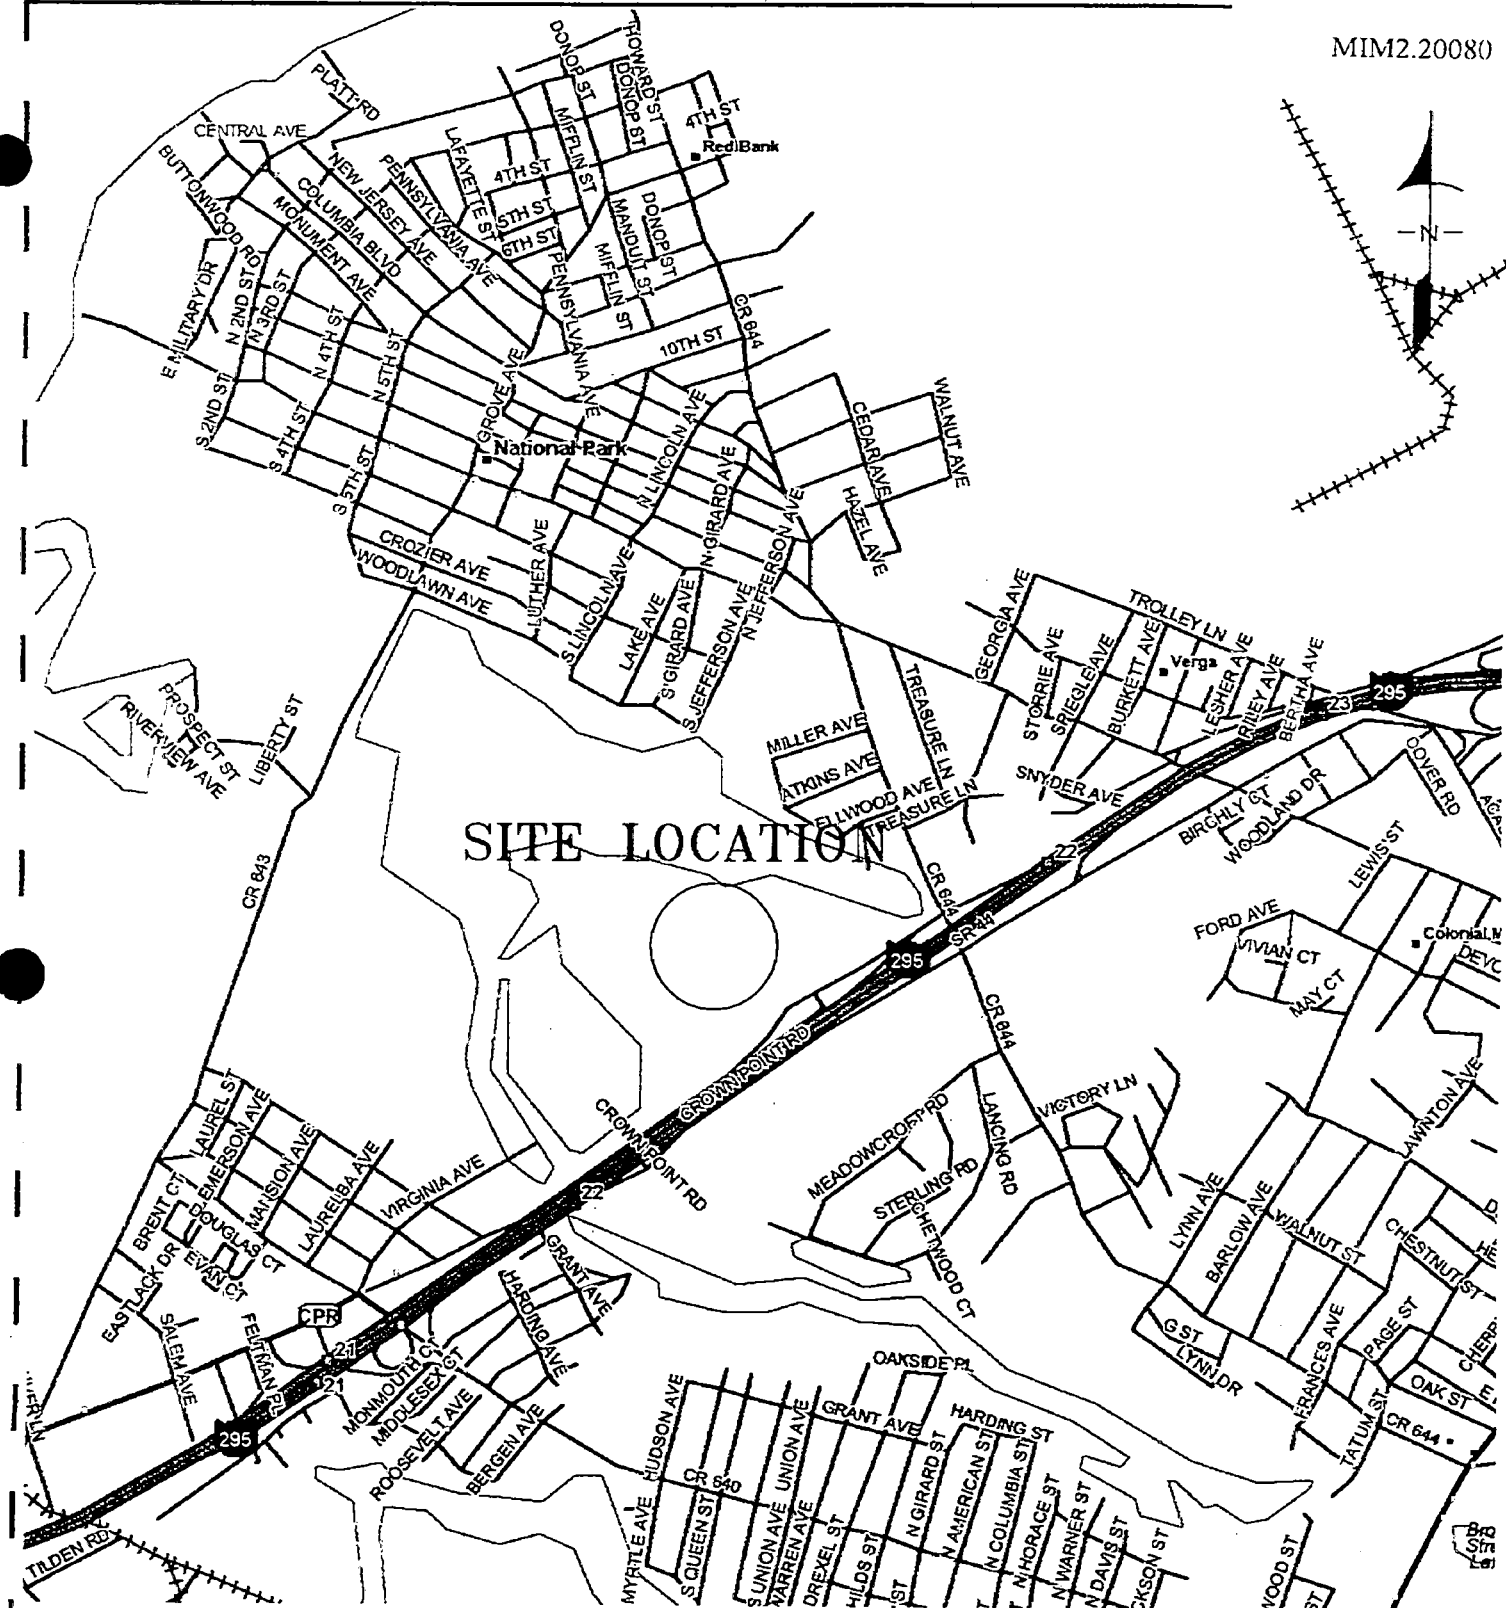 MIM2.20080
DONOP ST
HOWARD ST
DONOP ST
PLATT RD
4TH ST
Red Bank
CENTRAL AVE
MIFFLIN ST
LAFAYETTE ST
BUTTONWOOD RD
NEW JERSEY AVE
PENNSYLVANIA AVE
4TH ST
COLUMBIA BLVD
MONUMENT AVE
5TH ST
6TH ST
MANDUIT ST
DONOP ST
MIFFLIN ST
N
E MILITARY DR
N 2ND ST
N 3RD ST
N 4TH ST
N 5TH ST
PENNSYLVANIA AVE
CR 644
10TH ST
GROVE AVE
S 2ND ST
S 4TH ST
S 5TH ST
National Park
N LINCOLN AVE
N GIRARD AVE
CEDAR AVE
WALNUT AVE
HAZEL AVE
N JEFFERSON AVE
CROZIER AVE
WOODLAWN AVE
LUTHER AVE
S LINCOLN AVE
LAKE AVE
S GIRARD AVE
S JEFFERSON AVE
GEORGIA AVE
TROLLEY LN
STORRIE AVE
SPIEGLE AVE
BURKETT AVE
Verga
LESHER AVE
RILEY AVE
BERTHA AVE
23
295
PROSPECT ST
RIVERVIEW AVE
LIBERTY ST
MILLER AVE
ATKINS AVE
ELLWOOD AVE
TREASURE LN
TREASURE LN
SNYDER AVE
DOVER RD
BIRCHLY CT
WOODLAND DR
SITE LOCATION
22
CR 643
CR 644
LEWIS ST
SR 44
295
FORD AVE
VIVIAN CT
MAY CT
Colonial M
DEVO
CR 644
CROWN POINT RD
CROWN POINT RD
LAUREL ST
EMERSON AVE
MANSION AVE
LAURELBA AVE
VIRGINIA AVE
22
MEADOWCROFT RD
LANCING RD
VICTORY LN
STERLING RD
CHETWOOD CT
LAWNTON AVE
LYNN AVE
BARLOW AVE
WALNUT ST
CHESTNUT ST
BRENT CT
DOUGLAS CT
EVAN CT
EASTLACK DR
GRANT AVE
HARDING AVE
CPR
SALEM AVE
FELTMAN PL
21
21
MONMOUTH CT
MIDDLESEX CT
ROOSEVELT AVE
BERGEN AVE
295
G ST
LYNN DR
FRANCES AVE
PAGE ST
CHERR
OAK ST
TATUM ST
CR 644
OAKSIDE PL
GRANT AVE
HARDING ST
HUDSON AVE
CR 640
UNION AVE
MYRTLE AVE
S QUEEN ST
S UNION AVE
WARREN AVE
DREXEL ST
HILDS ST
N GIRARD ST
N AMERICAN ST
N COLUMBIA ST
N HORACE ST
N WARNER ST
N DAVIS ST
CKSON ST
WOOD ST
TILDEN RD